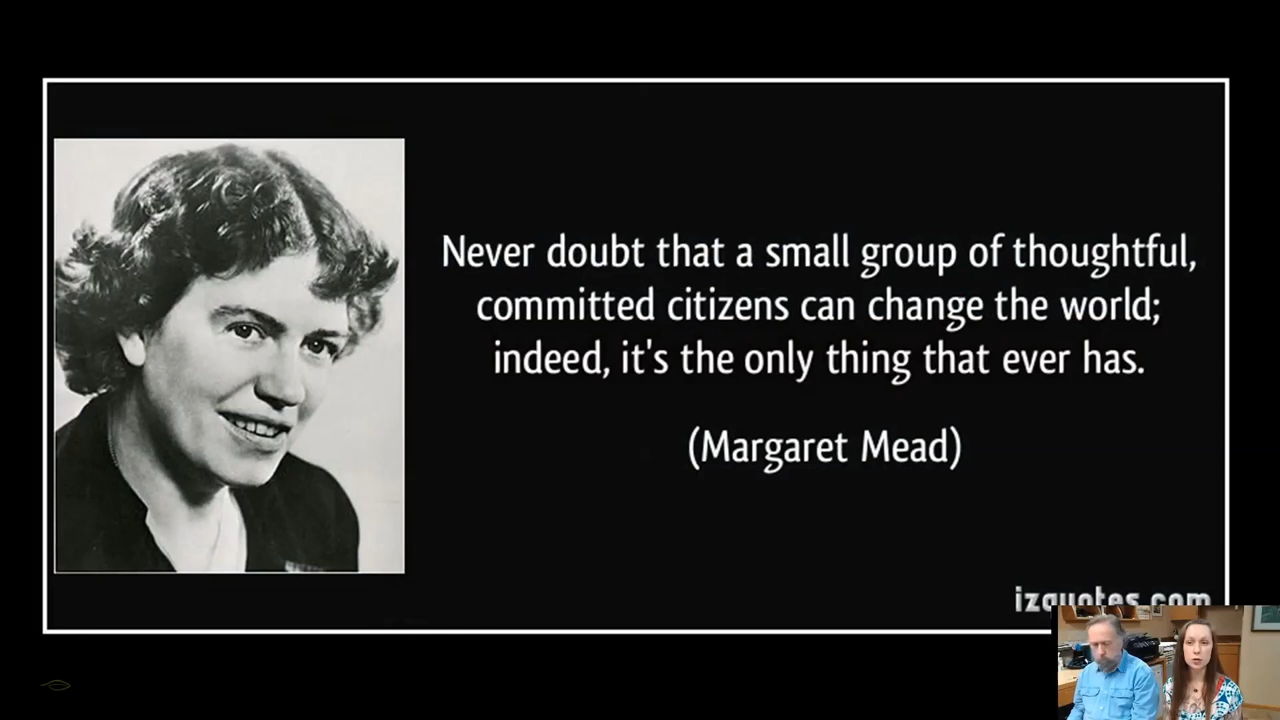 Never doubt that a small group of thoughtful,
committed citizens can change the world;
indeed, it's the only thing that ever has.
(Margaret Mead)
izquotes.com